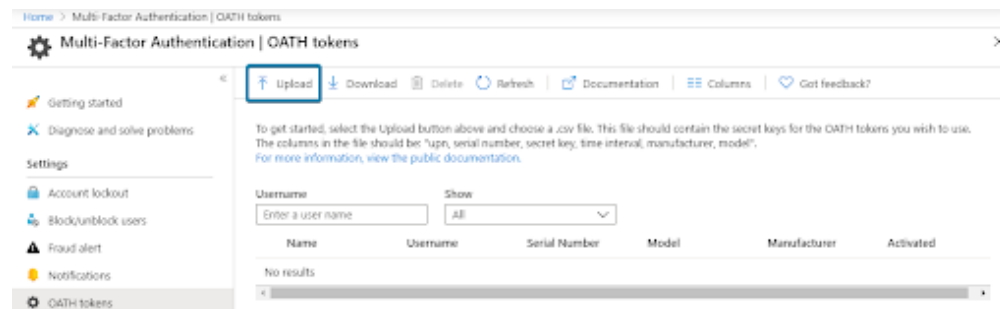 Home > Multi-Factor Authentication | OATH tokens
Multi-Factor Authentication | OATH tokens
Upload Download Delete Refresh Documentation Columns Got feedback?
Getting started
Diagnose and solve problems
Settings
Account lockout
Block/unblock users
Fraud alert
Notifications
OATH tokens
To get started, select the Upload button above and choose a .csv file. This file should contain the secret keys for the OATH tokens you wish to use.
The columns in the file should be: "upn, serial number, secret key, time interval, manufacturer, model".
For more information, view the public documentation.
Username Show
Enter a user name All
Name Username Serial Number Model Manufacturer Activated
No results